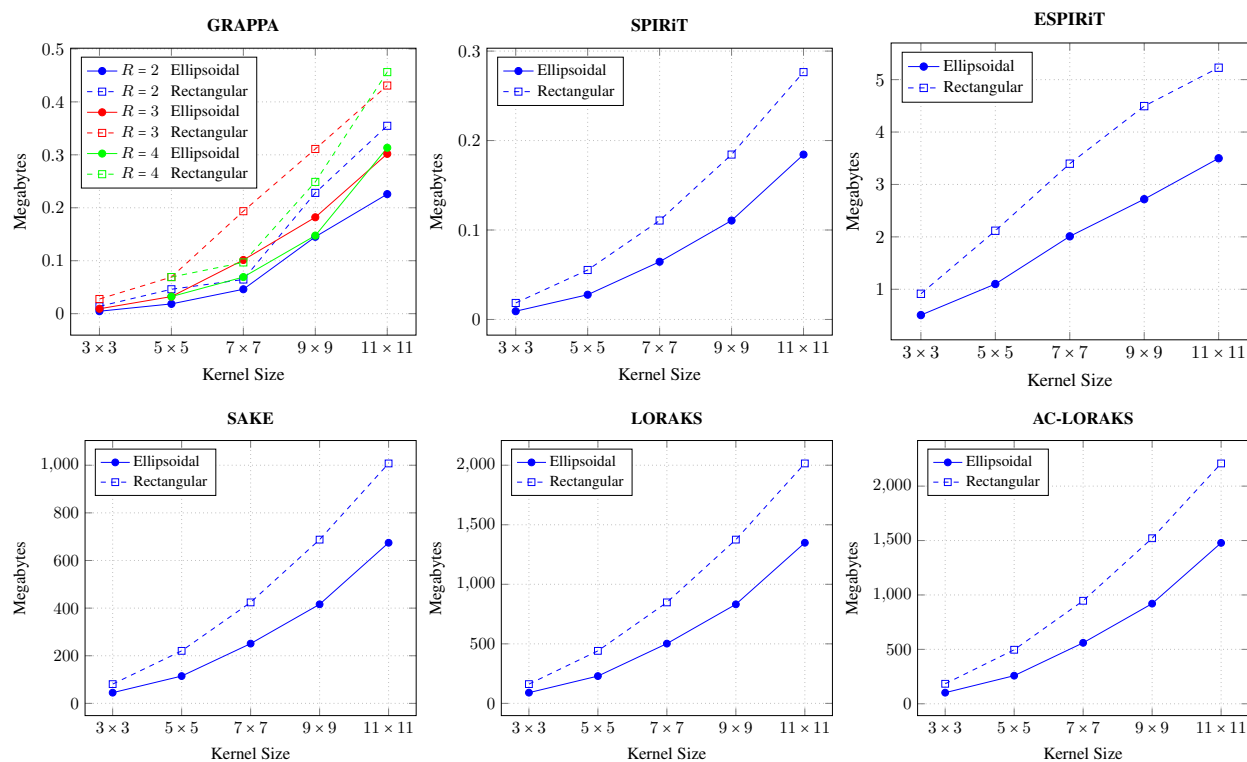 GRAPPA
0.5
0.4
0.3
0.2
0.1
0
Megabytes
R = 2 Ellipsoidal
R = 2 Rectangular
R = 3 Ellipsoidal
R = 3 Rectangular
R = 4 Ellipsoidal
R = 4 Rectangular
3 × 3 5 × 5 7 × 7 9 × 9 11 × 11
Kernel Size
SPIRiT
0.3
0.2
0.1
0
Megabytes
Ellipsoidal
Rectangular
3 × 3 5 × 5 7 × 7 9 × 9 11 × 11
Kernel Size
ESPIRiT
5
4
3
2
1
Megabytes
Ellipsoidal
Rectangular
3 × 3 5 × 5 7 × 7 9 × 9 11 × 11
Kernel Size
SAKE
1,000
800
600
400
200
0
Megabytes
Ellipsoidal
Rectangular
3 × 3 5 × 5 7 × 7 9 × 9 11 × 11
Kernel Size
LORAKS
2,000
1,500
1,000
500
0
Megabytes
Ellipsoidal
Rectangular
3 × 3 5 × 5 7 × 7 9 × 9 11 × 11
Kernel Size
AC-LORAKS
2,000
1,500
1,000
500
0
Megabytes
Ellipsoidal
Rectangular
3 × 3 5 × 5 7 × 7 9 × 9 11 × 11
Kernel Size